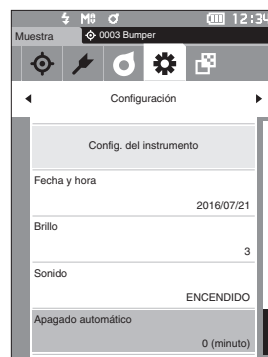 12:34
Muestra 0003 Bumper
Configuración
Config. del instrumento
Fecha y hora
2016/07/21
Brillo
3
Sonido
ENCENDIDO
Apagado automático
0 (minuto)